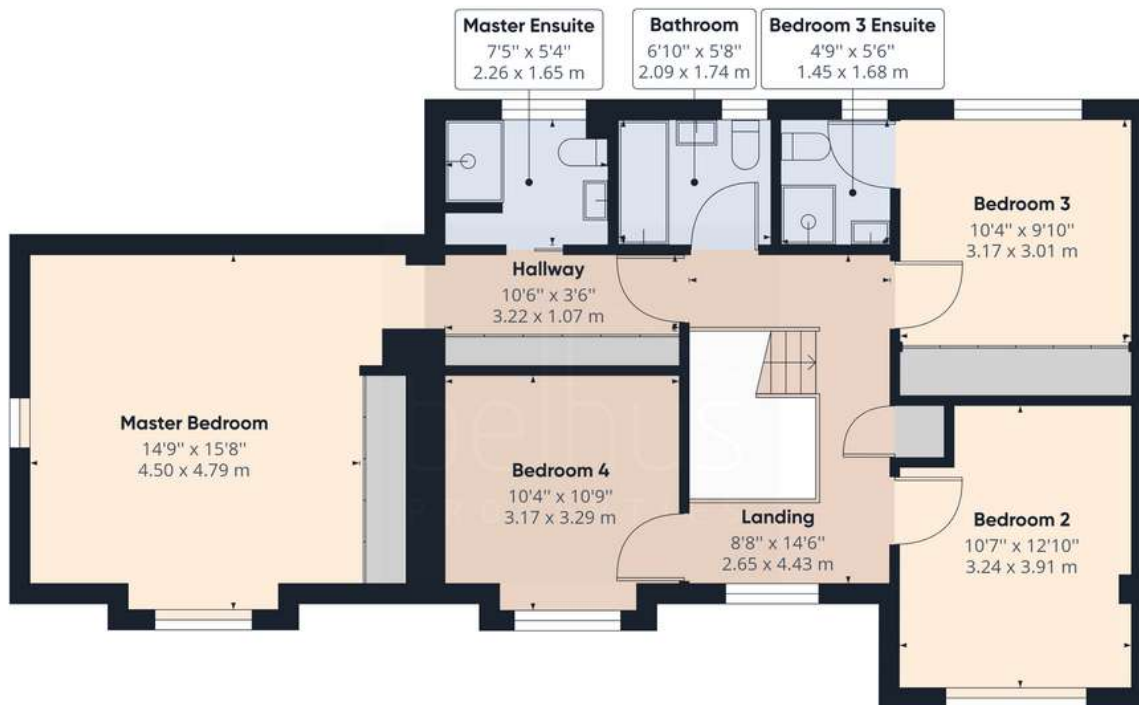 Master Ensuite
7'5" x 5'4"
2.26 x 1.65 m
Bathroom
6'10" x 5'8"
2.09 x 1.74 m
Bedroom 3 Ensuite
4'9" x 5'6"
1.45 x 1.68 m
Bedroom 3
10'4" x 9'10"
3.17 x 3.01 m
Hallway
10'6" x 3'6"
3.22 x 1.07 m
Master Bedroom
14'9" x 15'8"
4.50 x 4.79 m
belhus
Bedroom 4
10'4" x 10'9"
3.17 x 3.29 m
Landing
8'8" x 14'6"
2.65 x 4.43 m
Bedroom 2
10'7" x 12'10"
3.24 x 3.91 m